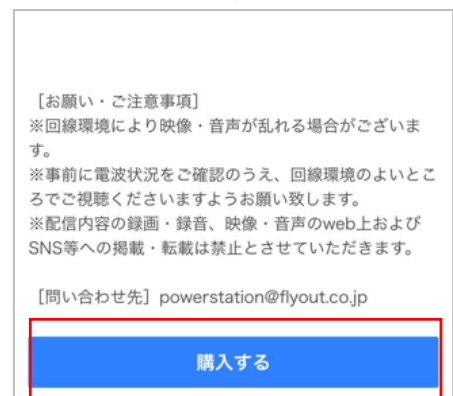 ［お願い・ご注意事項］
※回線環境により映像・音声が乱れる場合がございま
す。
※事前に電波状況をご確認のうえ、回線環境のよいとこ
ろでご視聴くださいますようお願い致します。
※配信内容の録画・録音、映像・音声のweb上および
SNS等への掲載・転載は禁止とさせていただきます。
［問い合わせ先］powerstation@flyout.co.jp
購入する